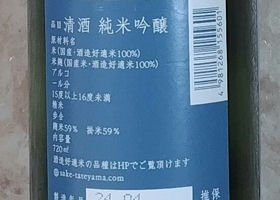 品目 清酒 純米吟醸
原材料名
米(国産・酒造好適米100%)
米麹(国産米・酒造好適米100%)
アルコ
ール分
15度以上16度未満
精米
歩合
麹米59% 掛米59%
内容量
720㎖
酒造好適米の品種はHPでご覧頂けます
@sake-tateyama.com
製造年月 24.04
4981268155601